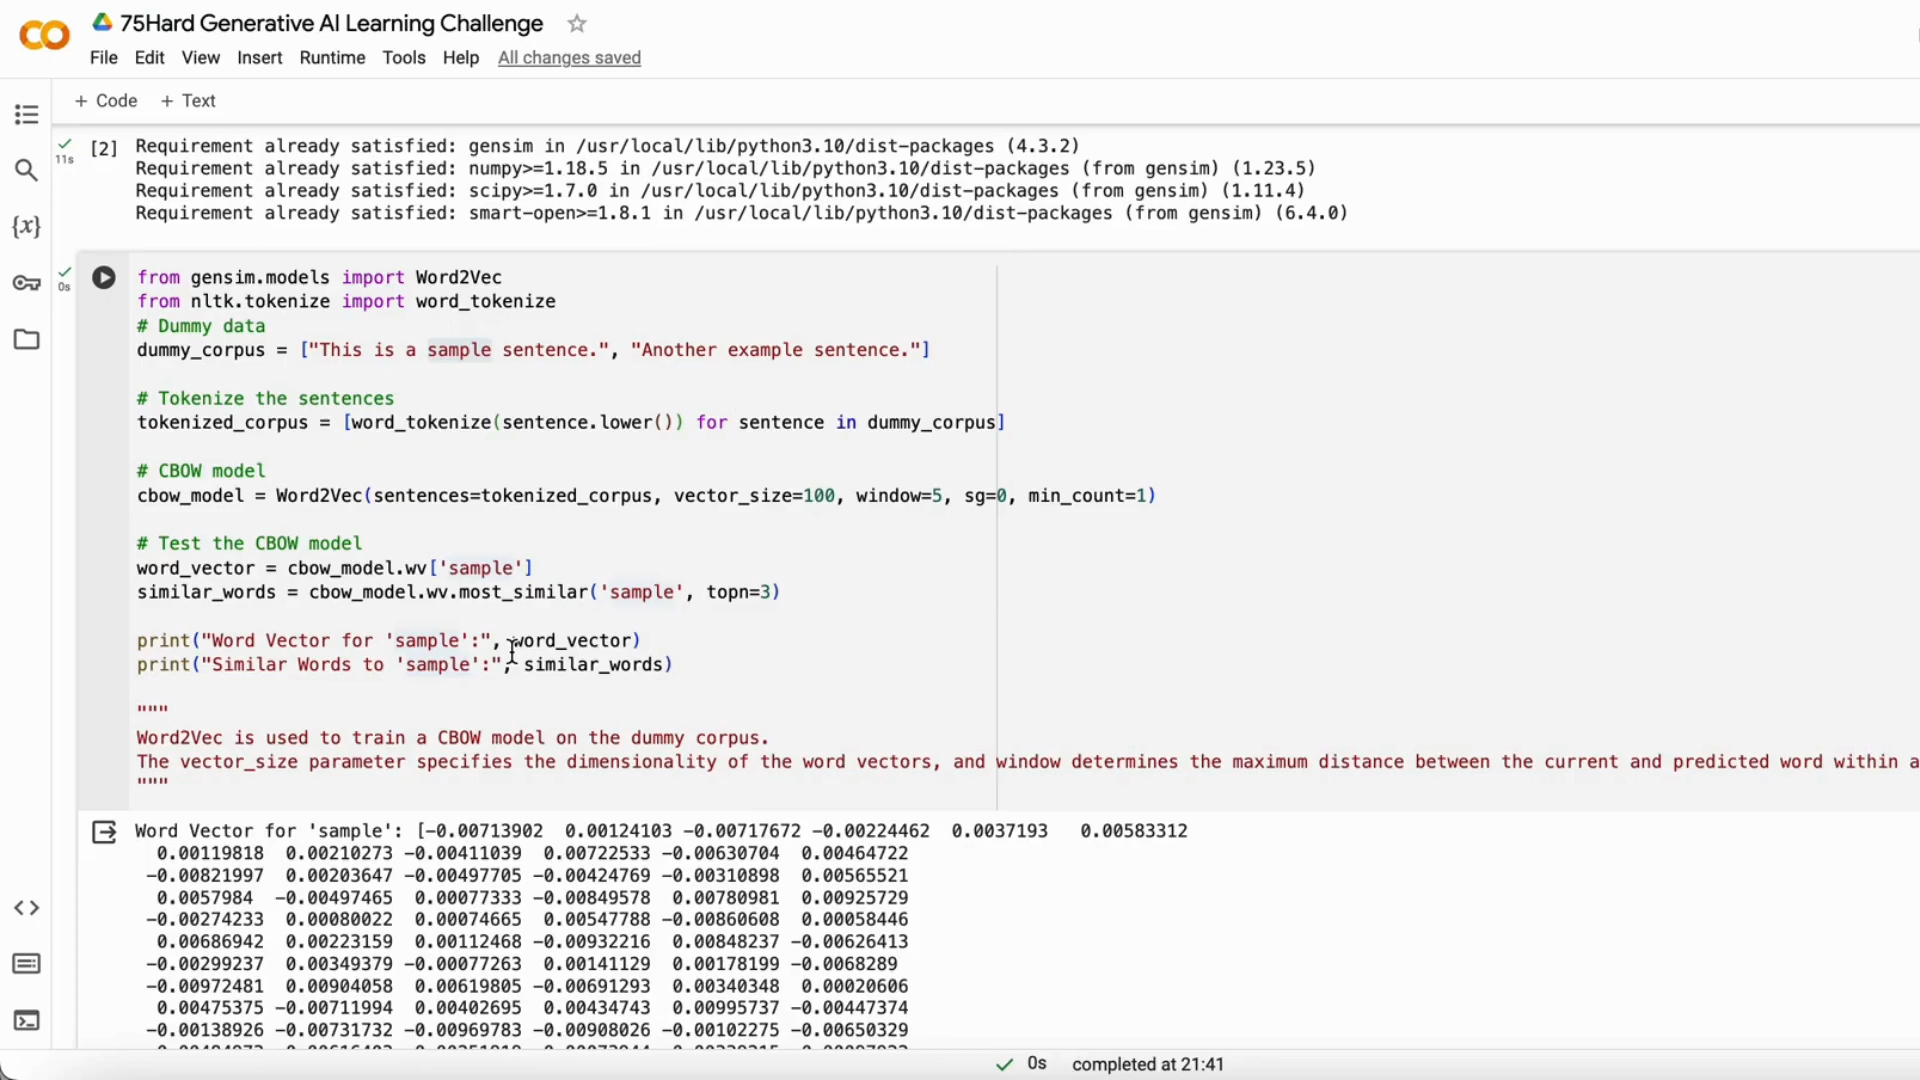 75Hard Generative AI Learning Challenge
File Edit View Insert Runtime Tools Help All changes saved
+ Code + Text
11s
[2] Requirement already satisfied: gensim in /usr/local/lib/python3.10/dist-packages (4.3.2)
Requirement already satisfied: numpy>=1.18.5 in /usr/local/lib/python3.10/dist-packages (from gensim) (1.23.5)
Requirement already satisfied: scipy>=1.7.0 in /usr/local/lib/python3.10/dist-packages (from gensim) (1.11.4)
Requirement already satisfied: smart-open>=1.8.1 in /usr/local/lib/python3.10/dist-packages (from gensim) (6.4.0)
0s
from gensim.models import Word2Vec
from nltk.tokenize import word_tokenize
# Dummy data
dummy_corpus = ["This is a sample sentence.", "Another example sentence."]
# Tokenize the sentences
tokenized_corpus = [word_tokenize(sentence.lower()) for sentence in dummy_corpus]
# CBOW model
cbow_model = Word2Vec(sentences=tokenized_corpus, vector_size=100, window=5, sg=0, min_count=1)
# Test the CBOW model
word_vector = cbow_model.wv['sample']
similar_words = cbow_model.wv.most_similar('sample', topn=3)
print("Word Vector for 'sample':", word_vector)
print("Similar Words to 'sample':", similar_words)
"""
Word2Vec is used to train a CBOW model on the dummy corpus.
The vector_size parameter specifies the dimensionality of the word vectors, and window determines the maximum distance between the current and predicted word within a
"""
Word Vector for 'sample': [-0.00713902 0.00124103 -0.00717672 -0.00224462 0.0037193 0.00583312
0.00119818 0.00210273 -0.00411039 0.00722533 -0.00630704 0.00464722
-0.00821997 0.00203647 -0.00497705 -0.00424769 -0.00310898 0.00565521
0.0057984 -0.00497465 0.00077333 -0.00849578 0.00780981 0.00925729
-0.00274233 0.00080022 0.00074665 0.00547788 -0.00860608 0.00058446
0.00686942 0.00223159 0.00112468 -0.00932216 0.00848237 -0.00626413
-0.00299237 0.00349379 -0.00077263 0.00141129 0.00178199 -0.0068289
-0.00972481 0.00904058 0.00619805 -0.00691293 0.00340348 0.00020606
0.00475375 -0.00711994 0.00402695 0.00434743 0.00995737 -0.00447374
-0.00138926 -0.00731732 -0.00969783 -0.00908026 -0.00102275 -0.00650329
0s completed at 21:41